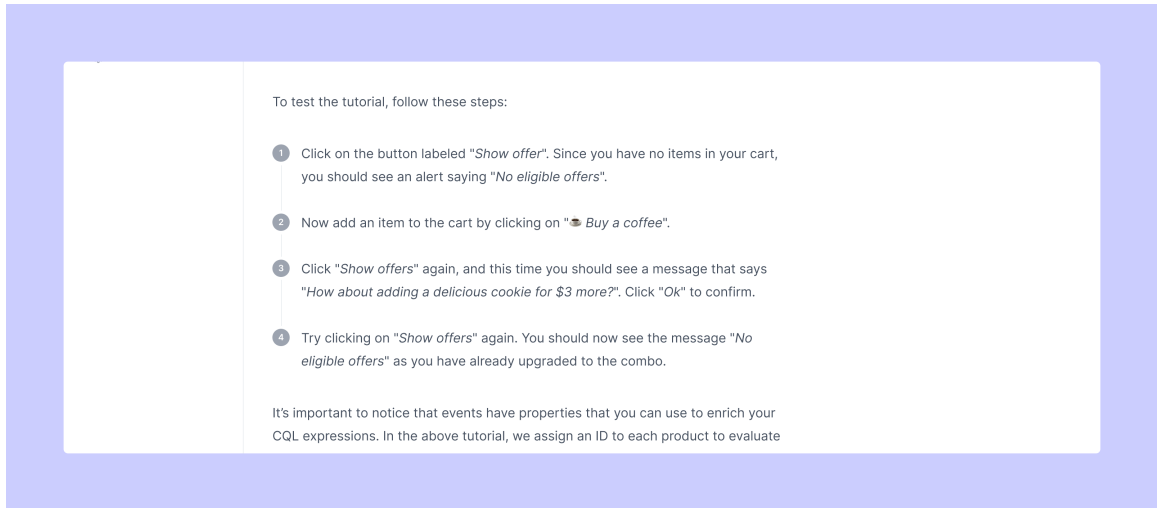 To test the tutorial, follow these steps:
1 Click on the button labeled "Show offer". Since you have no items in your cart,
you should see an alert saying "No eligible offers".
2 Now add an item to the cart by clicking on "☕ Buy a coffee".
3 Click "Show offers" again, and this time you should see a message that says
"How about adding a delicious cookie for $3 more?". Click "Ok" to confirm.
4 Try clicking on "Show offers" again. You should now see the message "No
eligible offers" as you have already upgraded to the combo.
It’s important to notice that events have properties that you can use to enrich your
CQL expressions. In the above tutorial, we assign an ID to each product to evaluate